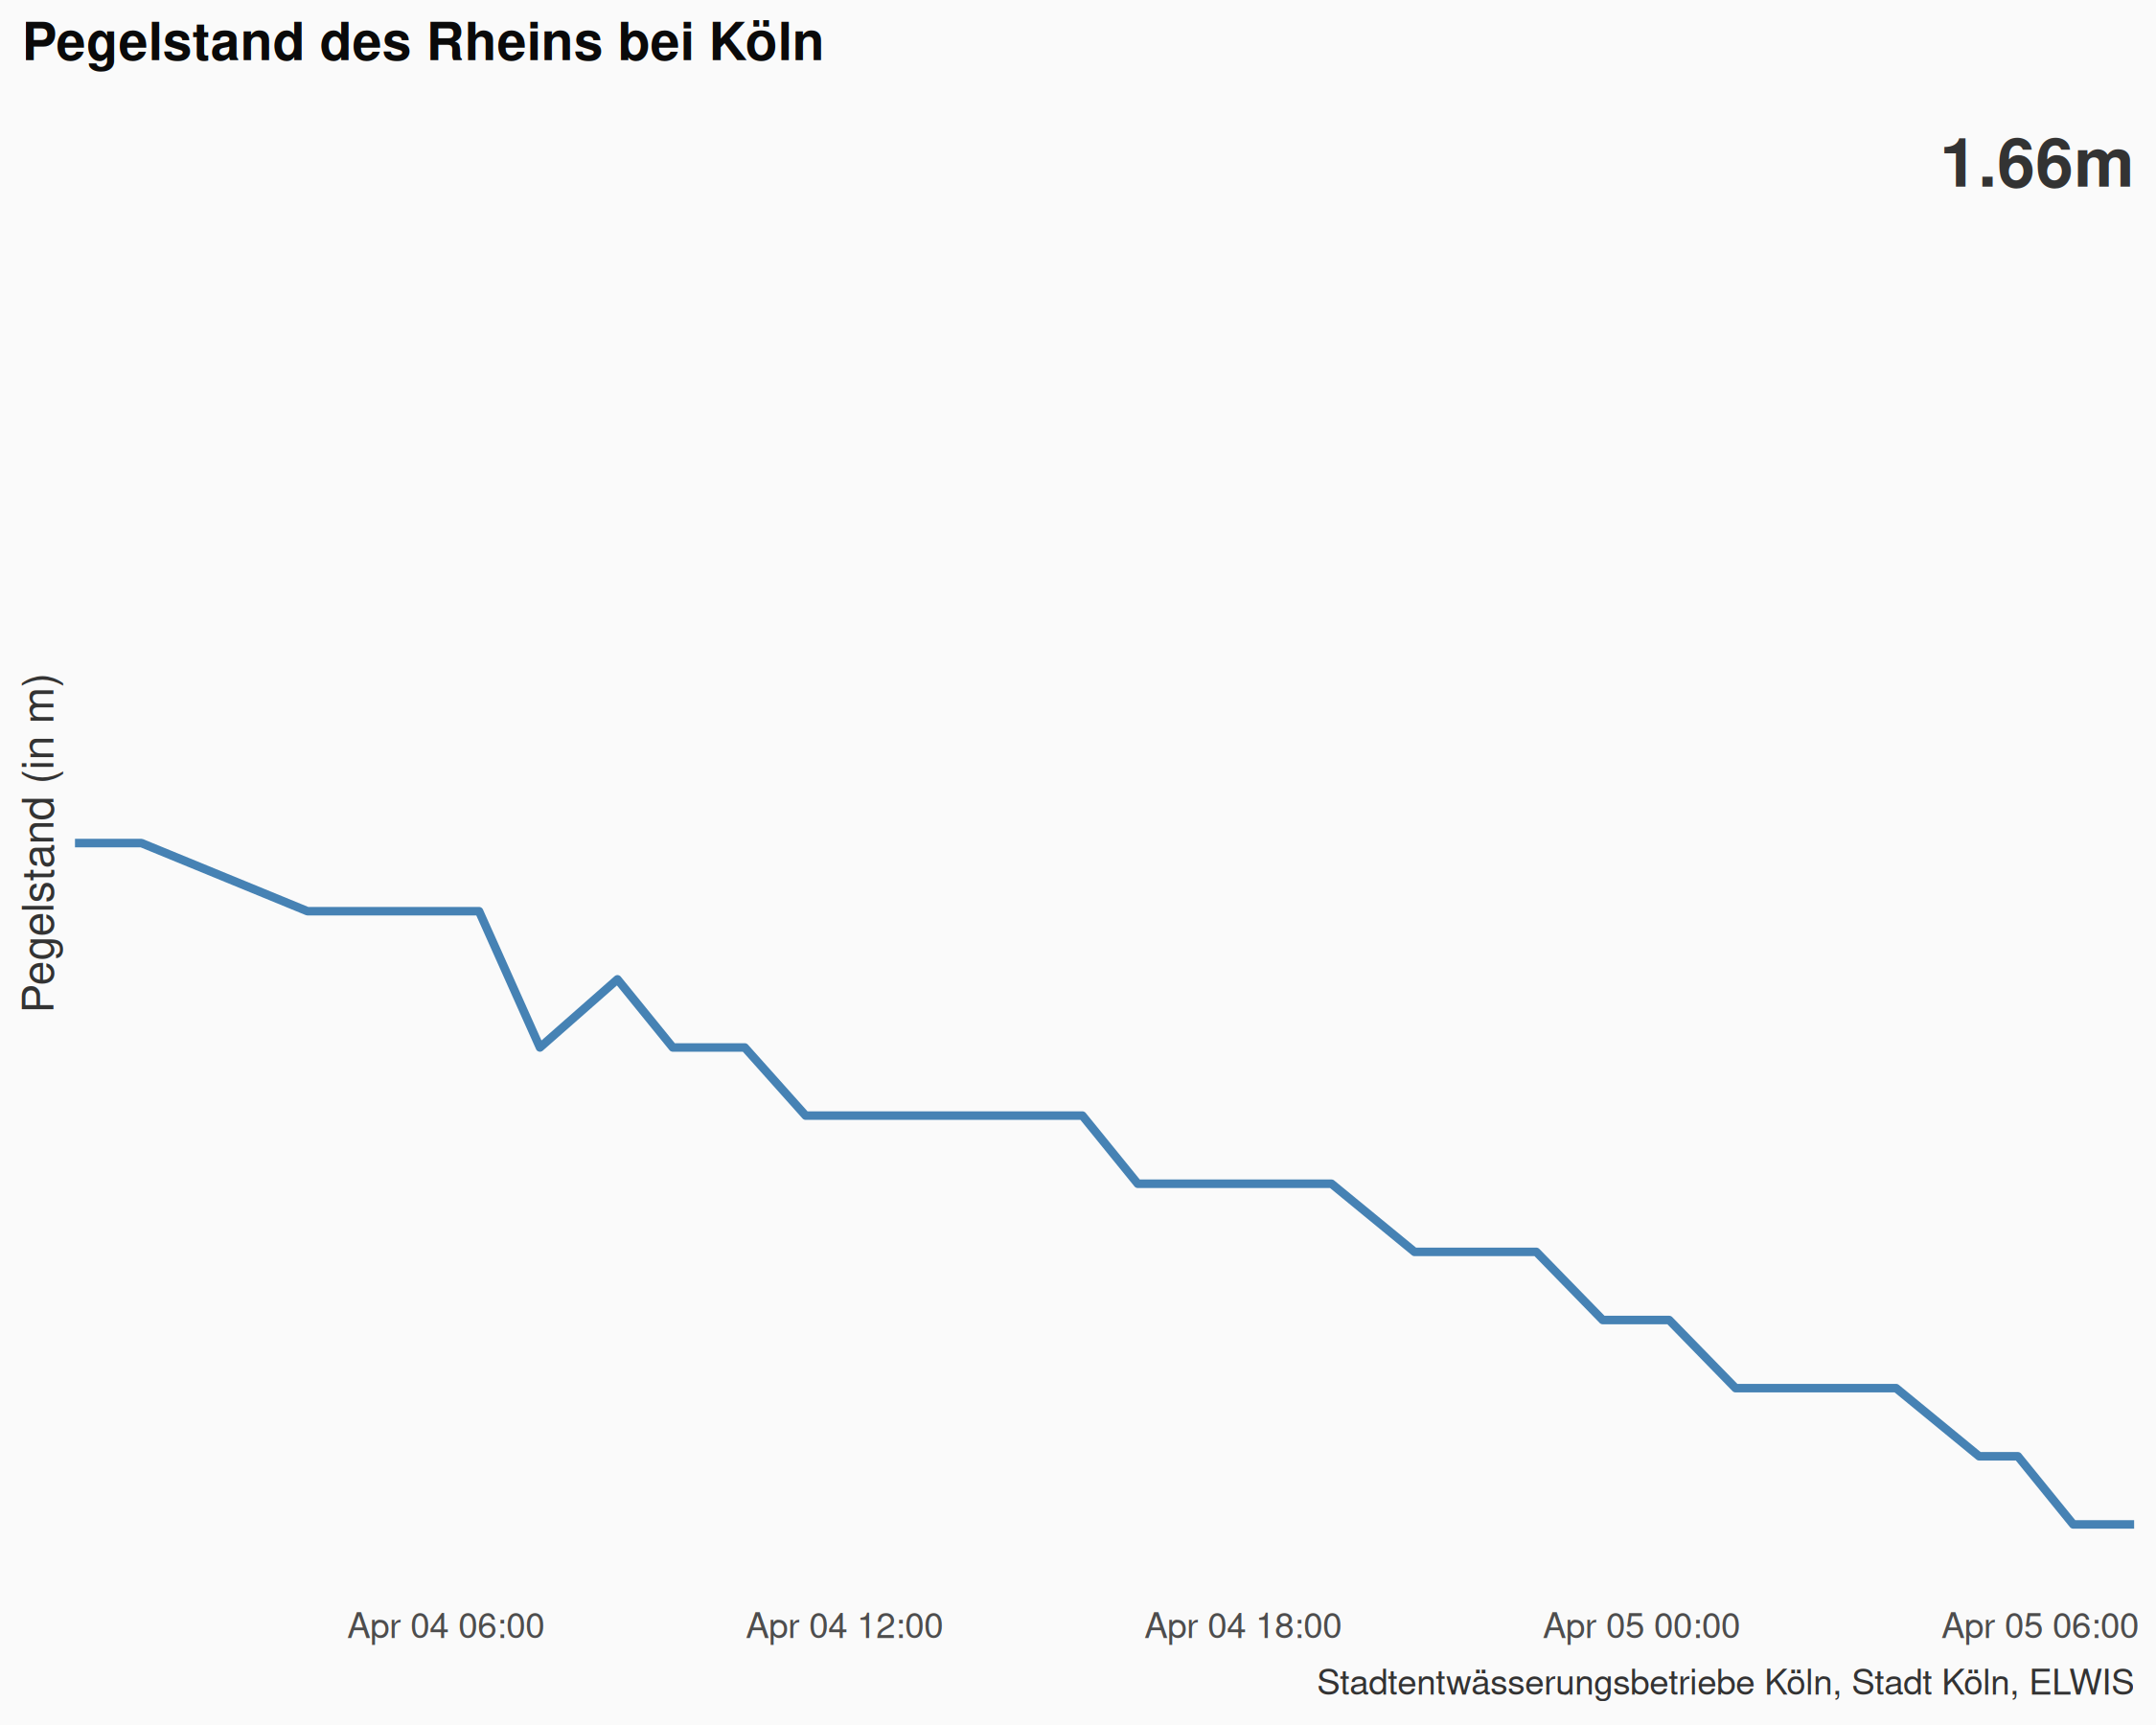 Pegelstand des Rheins bei Köln
1.66m
Pegelstand (in m)
Apr 04 06:00 Apr 04 12:00 Apr 04 18:00 Apr 05 00:00 Apr 05 06:00
Stadtentwässerungsbetriebe Köln, Stadt Köln, ELWIS